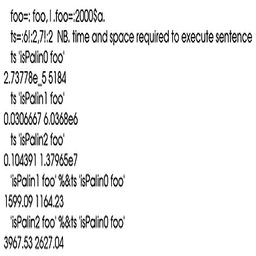 foo=: foo,|.foo=:2000$a.
ts=:6!:2,7!:2 NB. time and space required to execute sentence
ts 'isPalin0 foo'
2.73778e_5 5184
ts 'isPalin1 foo'
0.0306667 6.0368e6
ts 'isPalin2 foo'
0.104391 1.37965e7
'isPalin1 foo' %&ts 'isPalin0 foo'
1599.09 1164.23
'isPalin2 foo' %&ts 'isPalin0 foo'
3967.53 2627.04